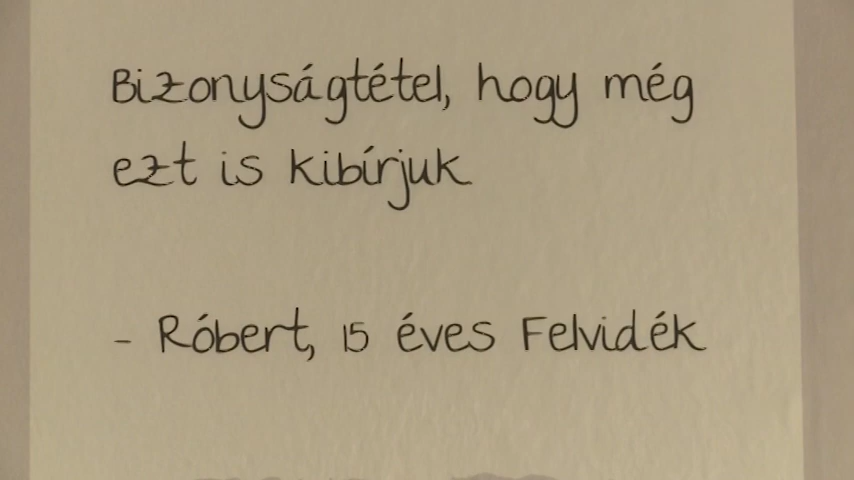 Bizonyságtétel, hogy még
ezt is kibírjuk
- Róbert, 15 éves Felvidék